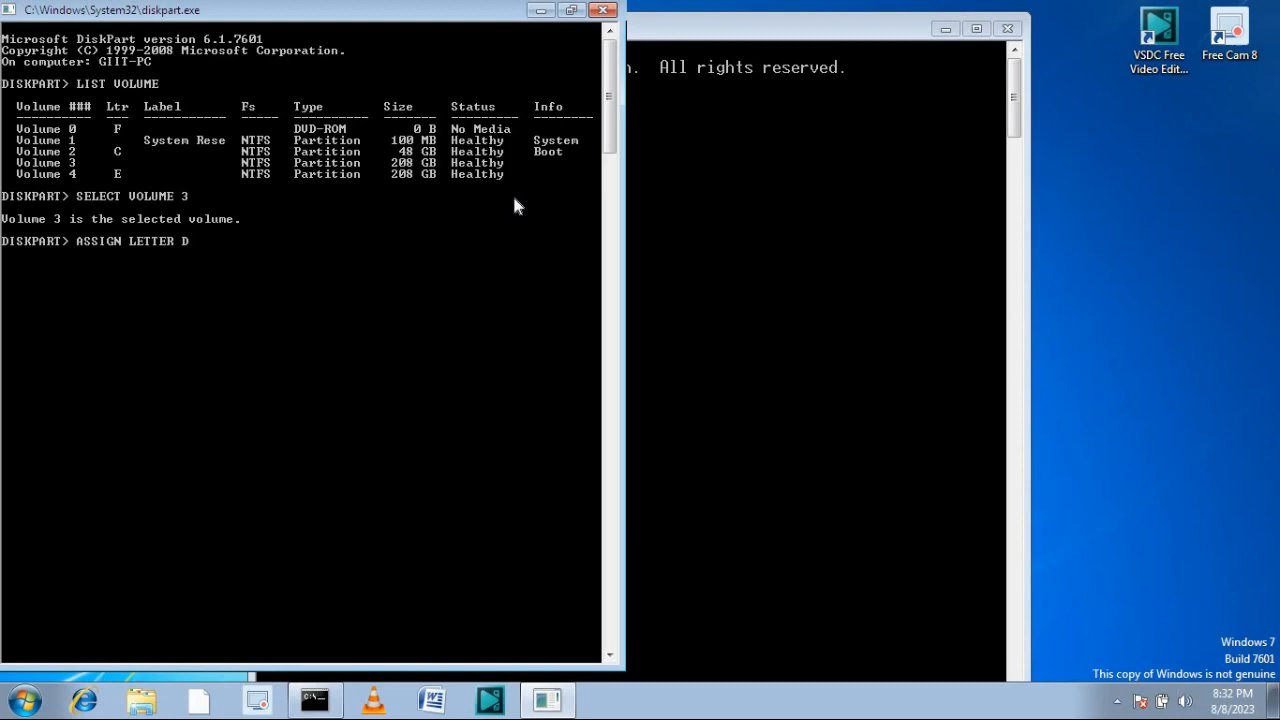 C:\Windows\System32\diskpart.exe
Microsoft DiskPart version 6.1.7601
Copyright (C) 1999-2008 Microsoft Corporation.
On computer: GIIT-PC
DISKPART> LIST VOLUME
Volume ### Ltr Label Fs Type Size Status Info
Volume 0 F DVD-ROM 0 B No Media
Volume 1 System Rese NTFS Partition 100 MB Healthy System
Volume 2 C NTFS Partition 48 GB Healthy Boot
Volume 3 NTFS Partition 208 GB Healthy
Volume 4 E NTFS Partition 208 GB Healthy
DISKPART> SELECT VOLUME 3
Volume 3 is the selected volume.
DISKPART> ASSIGN LETTER D
n. All rights reserved.
VSDC Free
Video Edit...
Free Cam 8
Windows 7
Build 7601
This copy of Windows is not genuine
8:32 PM
8/8/2023